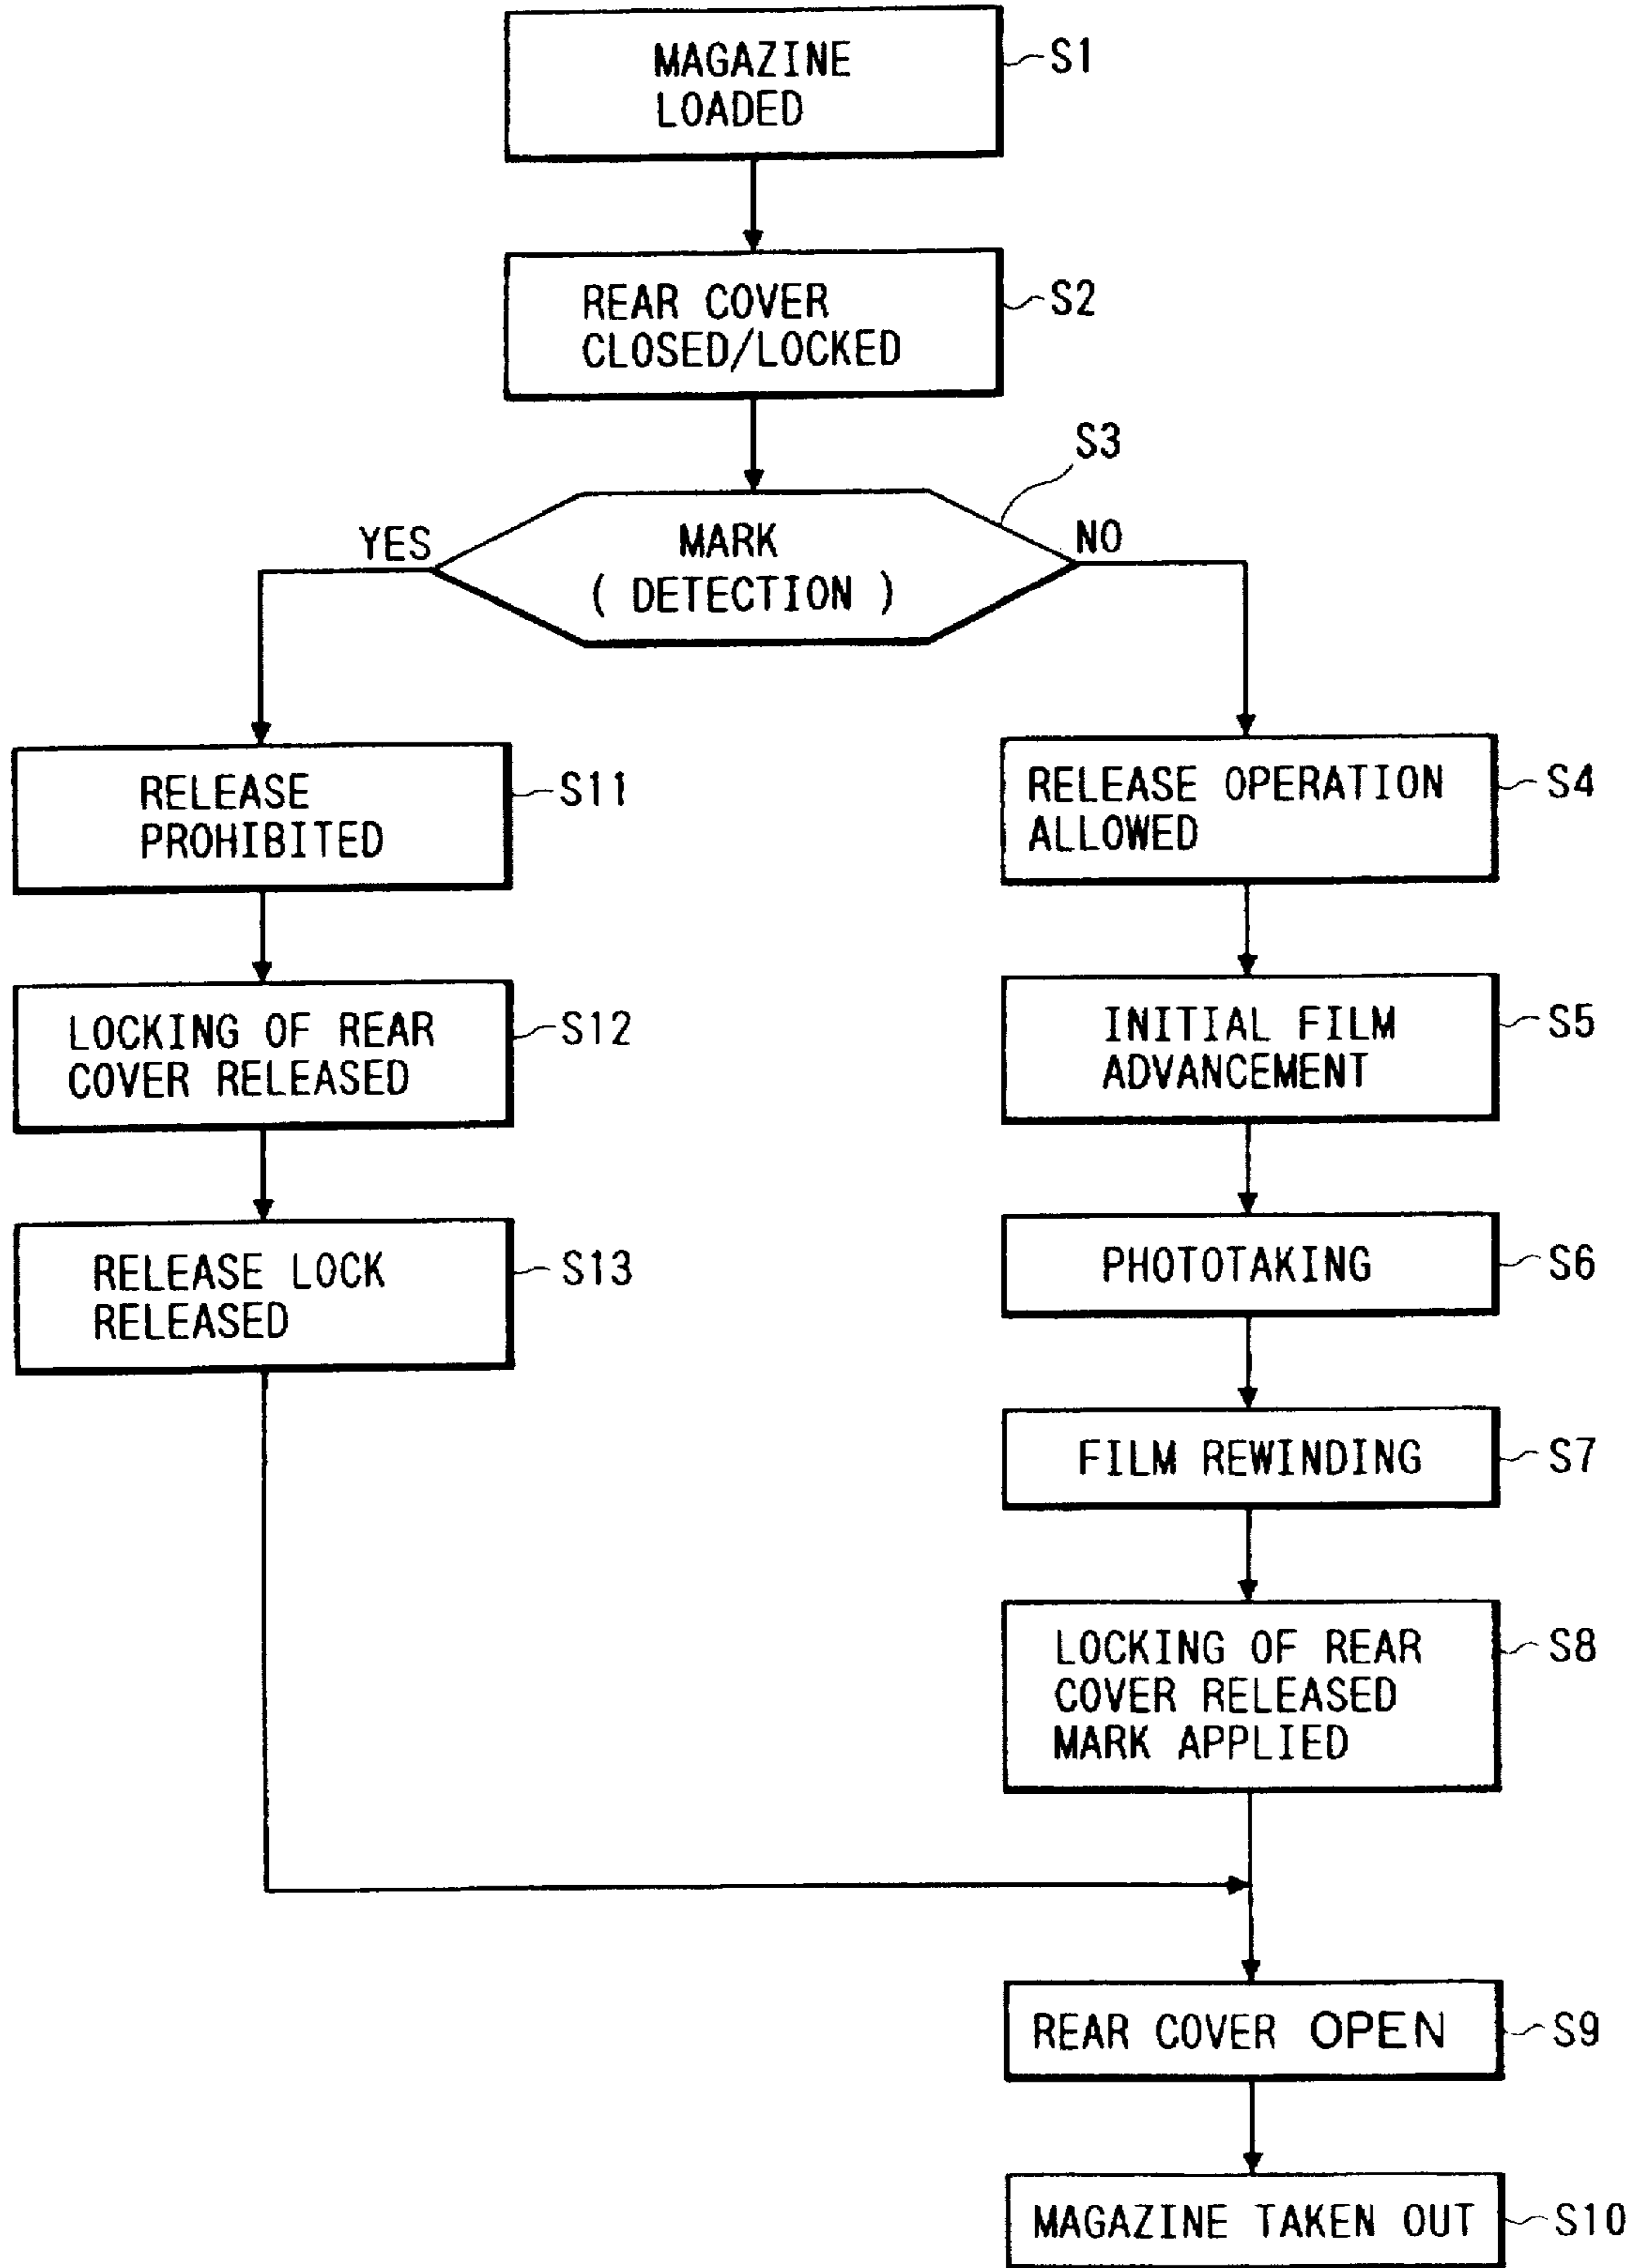 MAGAZINE
LOADED
S1
REAR COVER
CLOSED/LOCKED
S2
S3
YES
MARK
( DETECTION )
NO
RELEASE
PROHIBITED
S11
RELEASE OPERATION
ALLOWED
S4
LOCKING OF REAR
COVER RELEASED
S12
INITIAL FILM
ADVANCEMENT
S5
RELEASE LOCK
RELEASED
S13
PHOTOTAKING
S6
FILM REWINDING
S7
LOCKING OF REAR
COVER RELEASED
MARK APPLIED
S8
REAR COVER OPEN
S9
MAGAZINE TAKEN OUT
S10